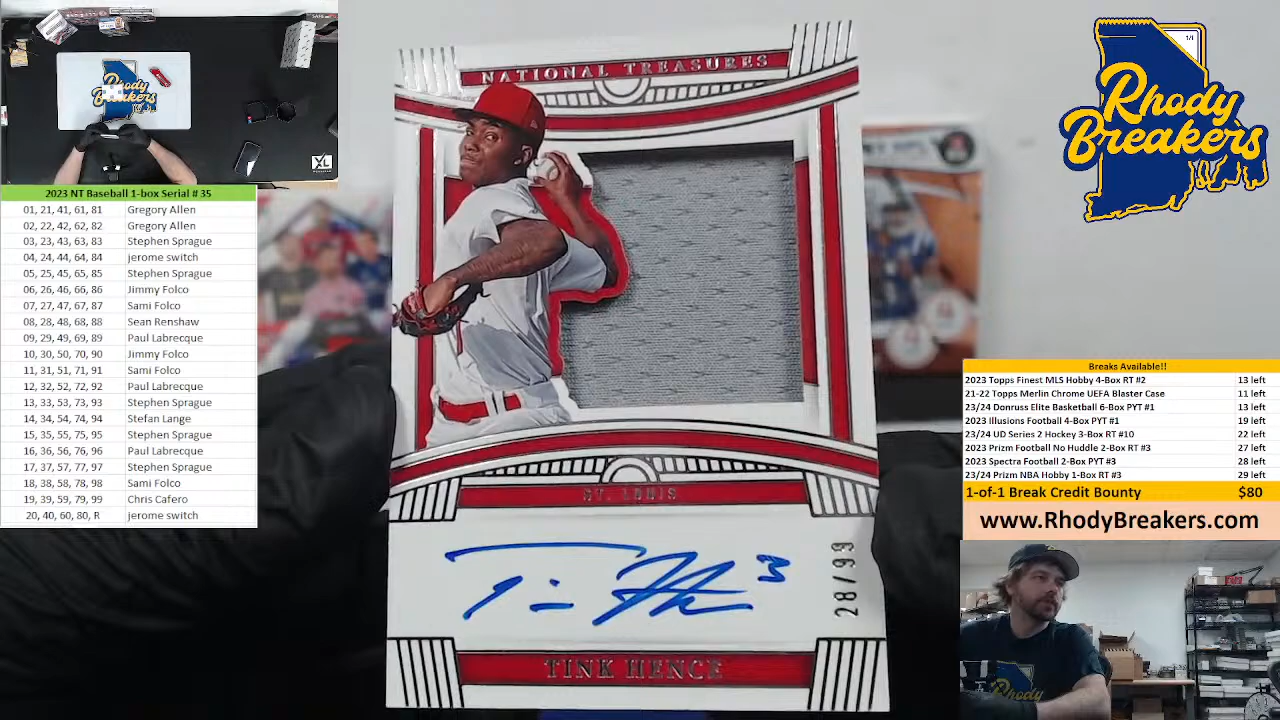 Rhody
Breakers
XL
2023 NT Baseball 1-box Serial # 35
01, 21, 41, 61, 81 Gregory Allen
02, 22, 42, 62, 82 Gregory Allen
03, 23, 43, 63, 83 Stephen Sprague
04, 24, 44, 64, 84 jerome switch
05, 25, 45, 65, 85 Stephen Sprague
06, 26, 46, 66, 86 Jimmy Folco
07, 27, 47, 67, 87 Sami Folco
08, 28, 48, 68, 88 Sean Renshaw
09, 29, 49, 69, 89 Paul Labrecque
10, 30, 50, 70, 90 Jimmy Folco
11, 31, 51, 71, 91 Sami Folco
12, 32, 52, 72, 92 Paul Labrecque
13, 33, 53, 73, 93 Stephen Sprague
14, 34, 54, 74, 94 Stefan Lange
15, 35, 55, 75, 95 Stephen Sprague
16, 36, 56, 76, 96 Paul Labrecque
17, 37, 57, 77, 97 Stephen Sprague
18, 38, 58, 78, 98 Sami Folco
19, 39, 59, 79, 99 Chris Cafero
20, 40, 60, 80, R jerome switch
NATIONAL TREASURES
ST. LOUIS
28/99
TINK HENCE
1/1
Rhody
Breakers
Breaks Available!!
2023 Topps Finest MLS Hobby 4-Box RT #2 13 left
21-22 Topps Merlin Chrome UEFA Blaster Case 11 left
23/24 Donruss Elite Basketball 6-Box PYT #1 13 left
2023 Illusions Football 4-Box PYT #1 19 left
23/24 UD Series 2 Hockey 3-Box RT #10 22 left
2023 Prizm Football No Huddle 2-Box RT #3 27 left
2023 Spectra Football 2-Box PYT #3 28 left
23/24 Prizm NBA Hobby 1-Box RT #3 29 left
1-of-1 Break Credit Bounty $80
www.RhodyBreakers.com
Rhody